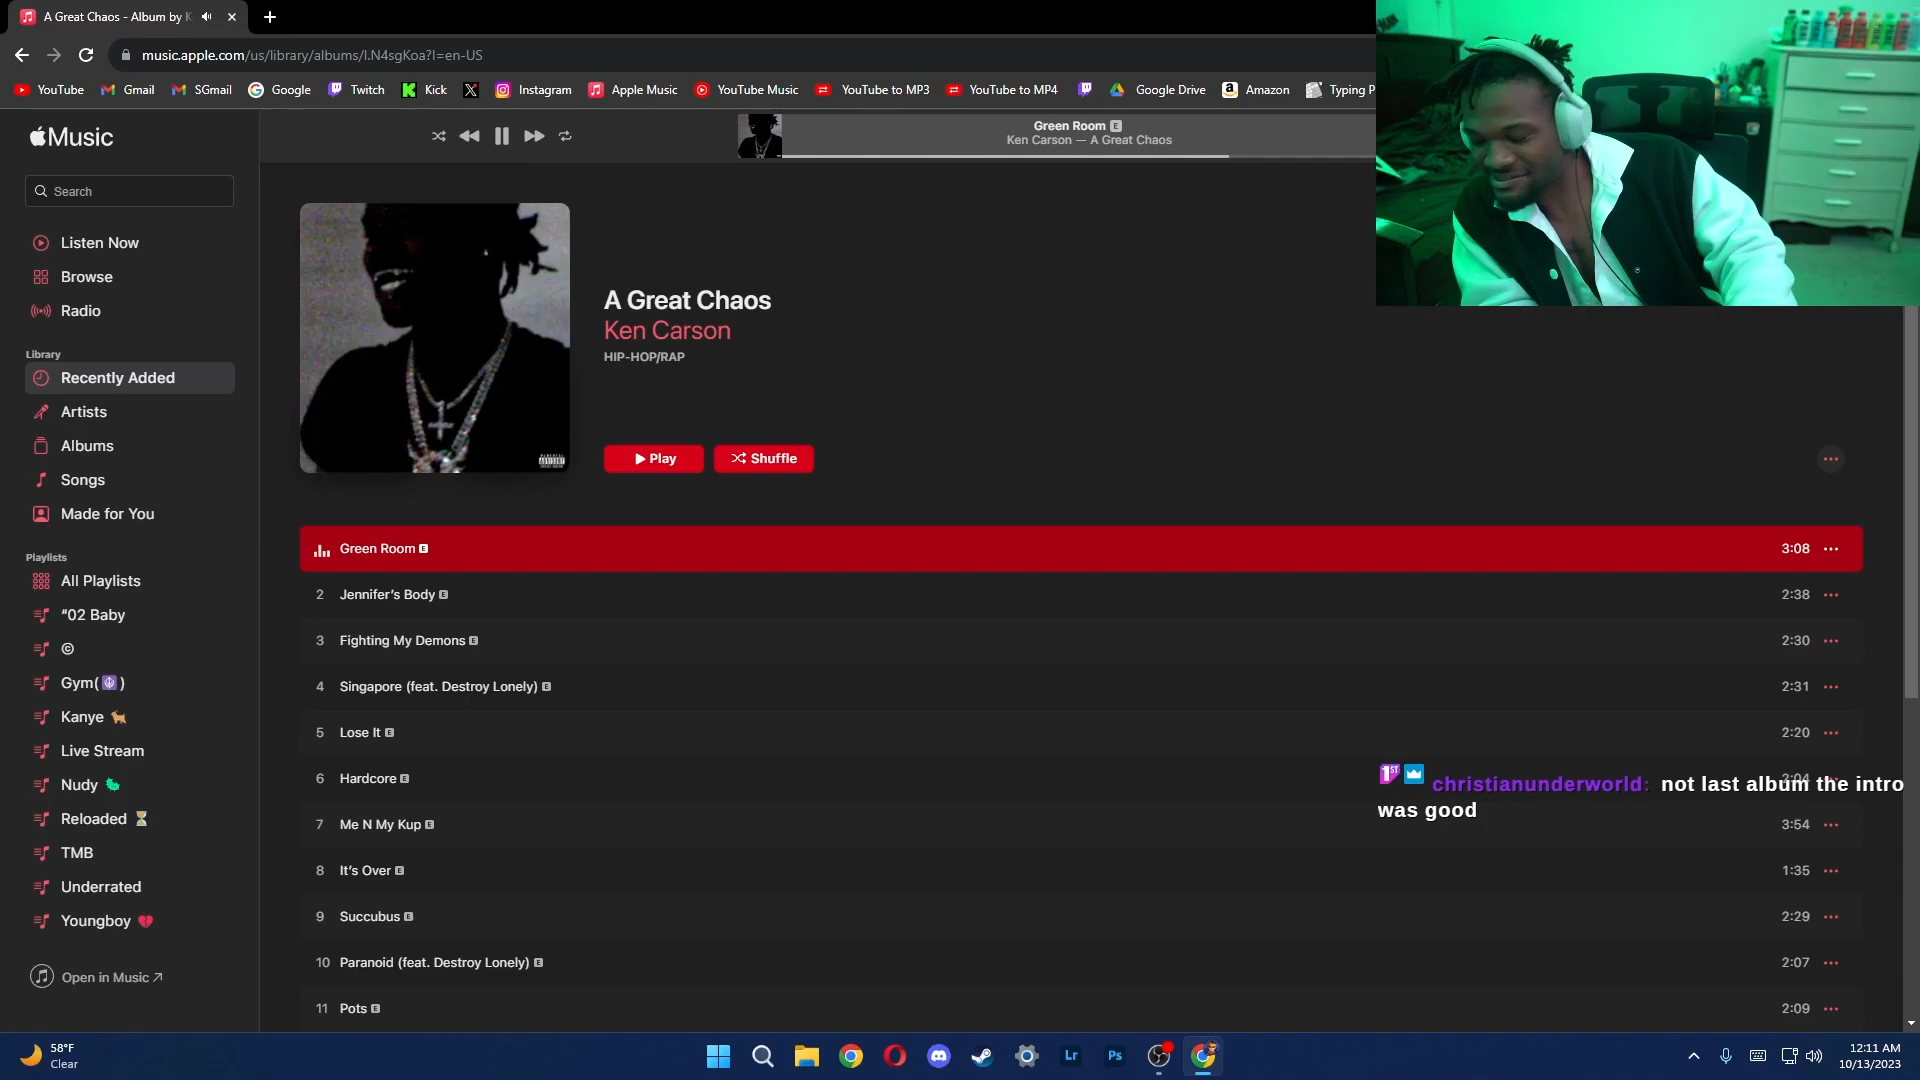 A Great Chaos - Album by K
music.apple.com/us/library/albums/l.N4sgKoa?l=en-US
YouTube Gmail SGmail Google Twitch Kick Instagram Apple Music YouTube Music YouTube to MP3 YouTube to MP4 Google Drive Amazon Typing P
Music
Search
Listen Now
Browse
Radio
Library
Recently Added
Artists
Albums
Songs
Made for You
Playlists
All Playlists
“02 Baby
©
Gym( )
Kanye
Live Stream
Nudy
Reloaded
TMB
Underrated
Youngboy
Open in Music
Green Room E
Ken Carson — A Great Chaos
A Great Chaos
Ken Carson
HIP-HOP/RAP
Play
Shuffle
Green Room E 3:08
2 Jennifer’s Body E 2:38
3 Fighting My Demons E 2:30
4 Singapore (feat. Destroy Lonely) E 2:31
5 Lose It E 2:20
6 Hardcore E 2:04
7 Me N My Kup E 3:54
8 It’s Over E 1:35
9 Succubus E 2:29
10 Paranoid (feat. Destroy Lonely) E 2:07
11 Pots E 2:09
1ST christianunderworld: not last album the intro
was good
58°F
Clear
Lr
Ps
12:11 AM
10/13/2023